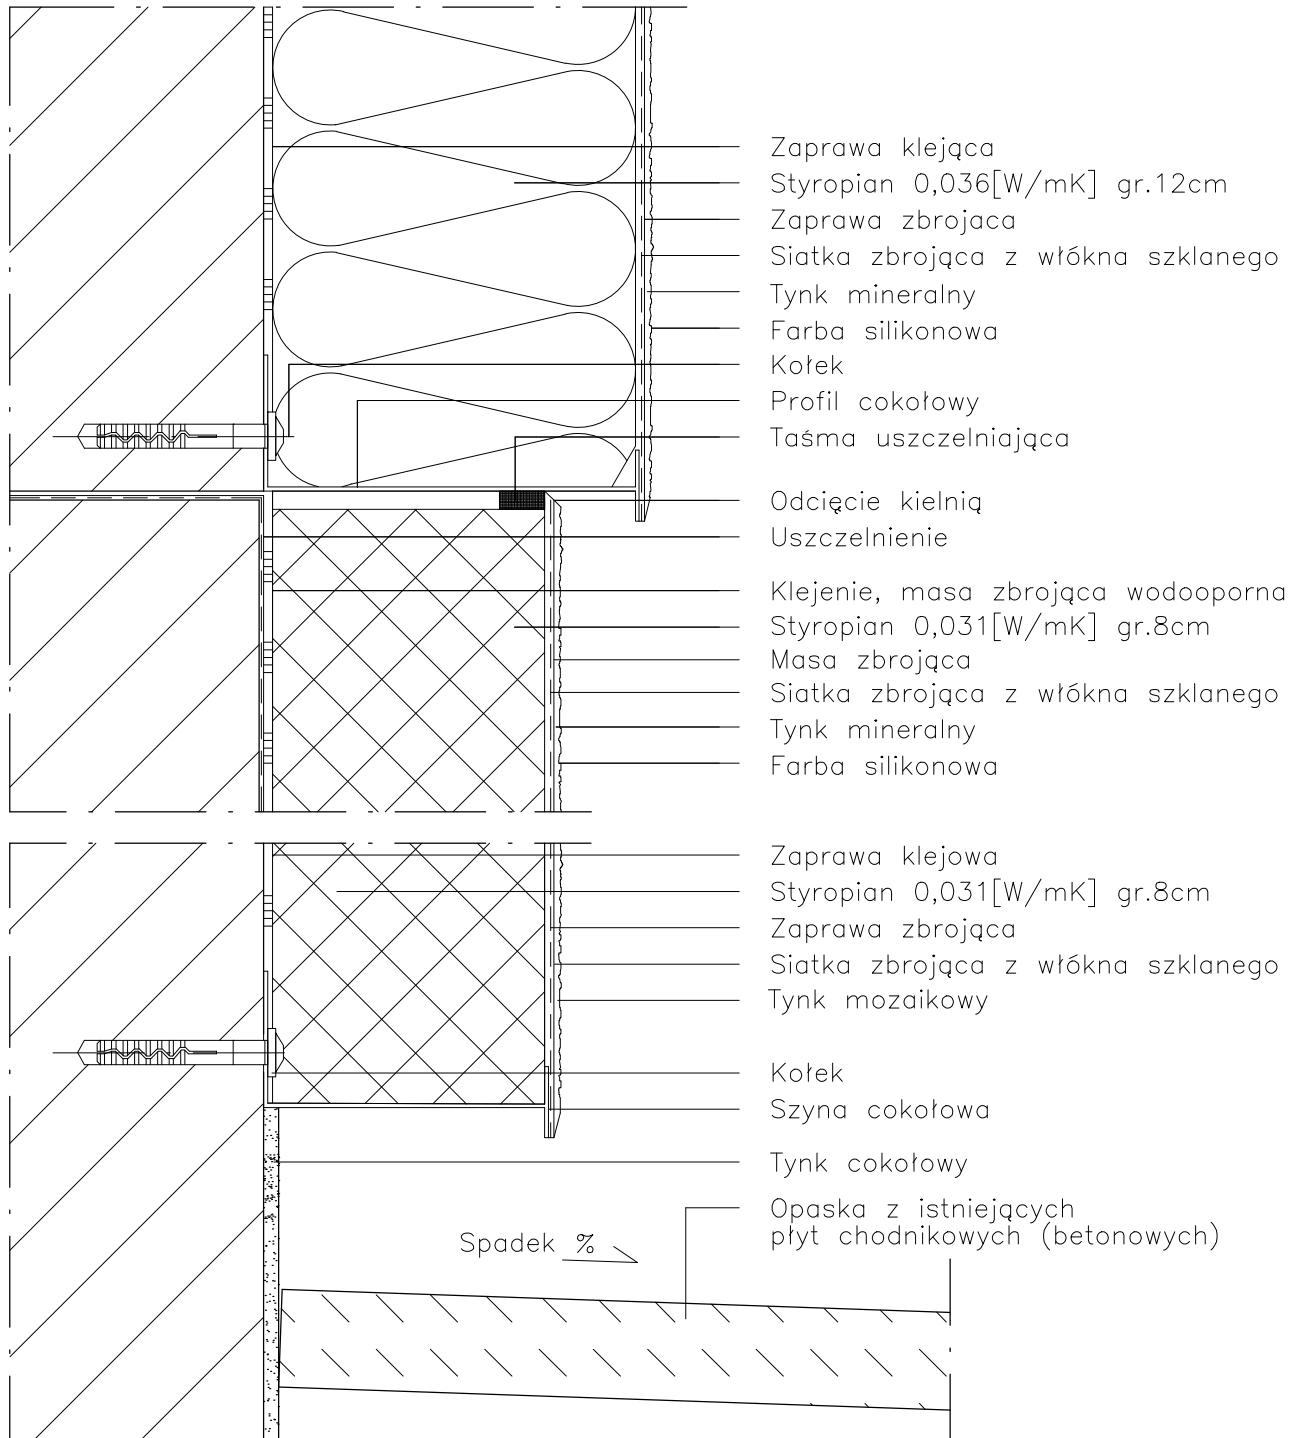 Zaprawa klejąca
Styropian 0,036[W/mK] gr.12cm
Zaprawa zbrojaca
Siatka zbrojąca z włókna szklanego
Tynk mineralny
Farba silikonowa
Kołek
Profil cokołowy
Taśma uszczelniająca
Odcięcie kielnią
Uszczelnienie
Klejenie, masa zbrojąca wodooporna
Styropian 0,031[W/mK] gr.8cm
Masa zbrojąca
Siatka zbrojąca z włókna szklanego
Tynk mineralny
Farba silikonowa
Zaprawa klejowa
Styropian 0,031[W/mK] gr.8cm
Zaprawa zbrojąca
Siatka zbrojąca z włókna szklanego
Tynk mozaikowy
Kołek
Szyna cokołowa
Tynk cokołowy
Opaska z istniejących
płyt chodnikowych (betonowych)
Spadek %